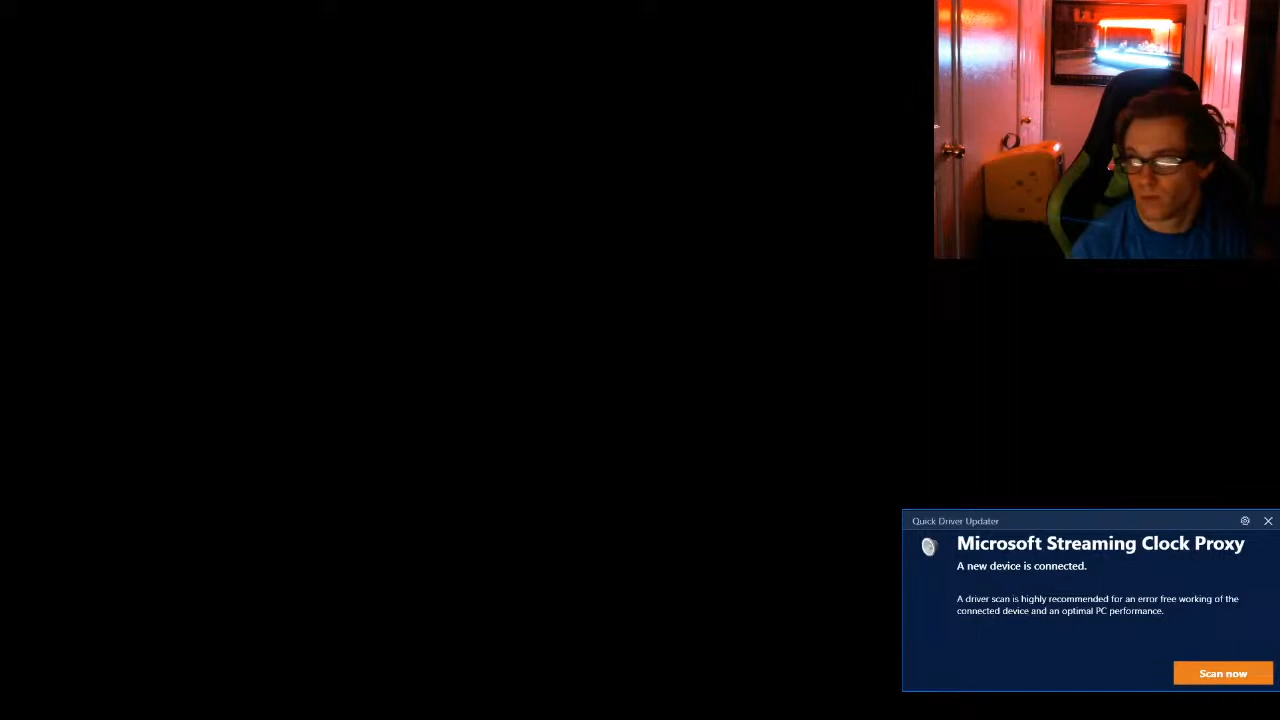 Quick Driver Updater
Microsoft Streaming Clock Proxy
A new device is connected.
A driver scan is highly recommended for an error free working of the
connected device and an optimal PC performance.
Scan now